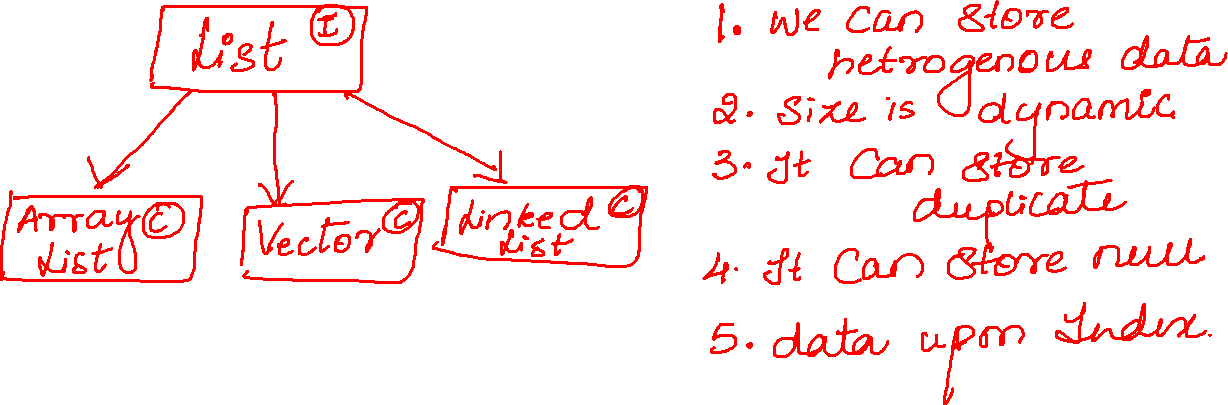 List I
Array C
List
Vector C
Linked C
List
1. we can store
hetrogenous data
2. Size is dynamic
3. It can store
duplicate
4. It can store null
5. data upon Index.